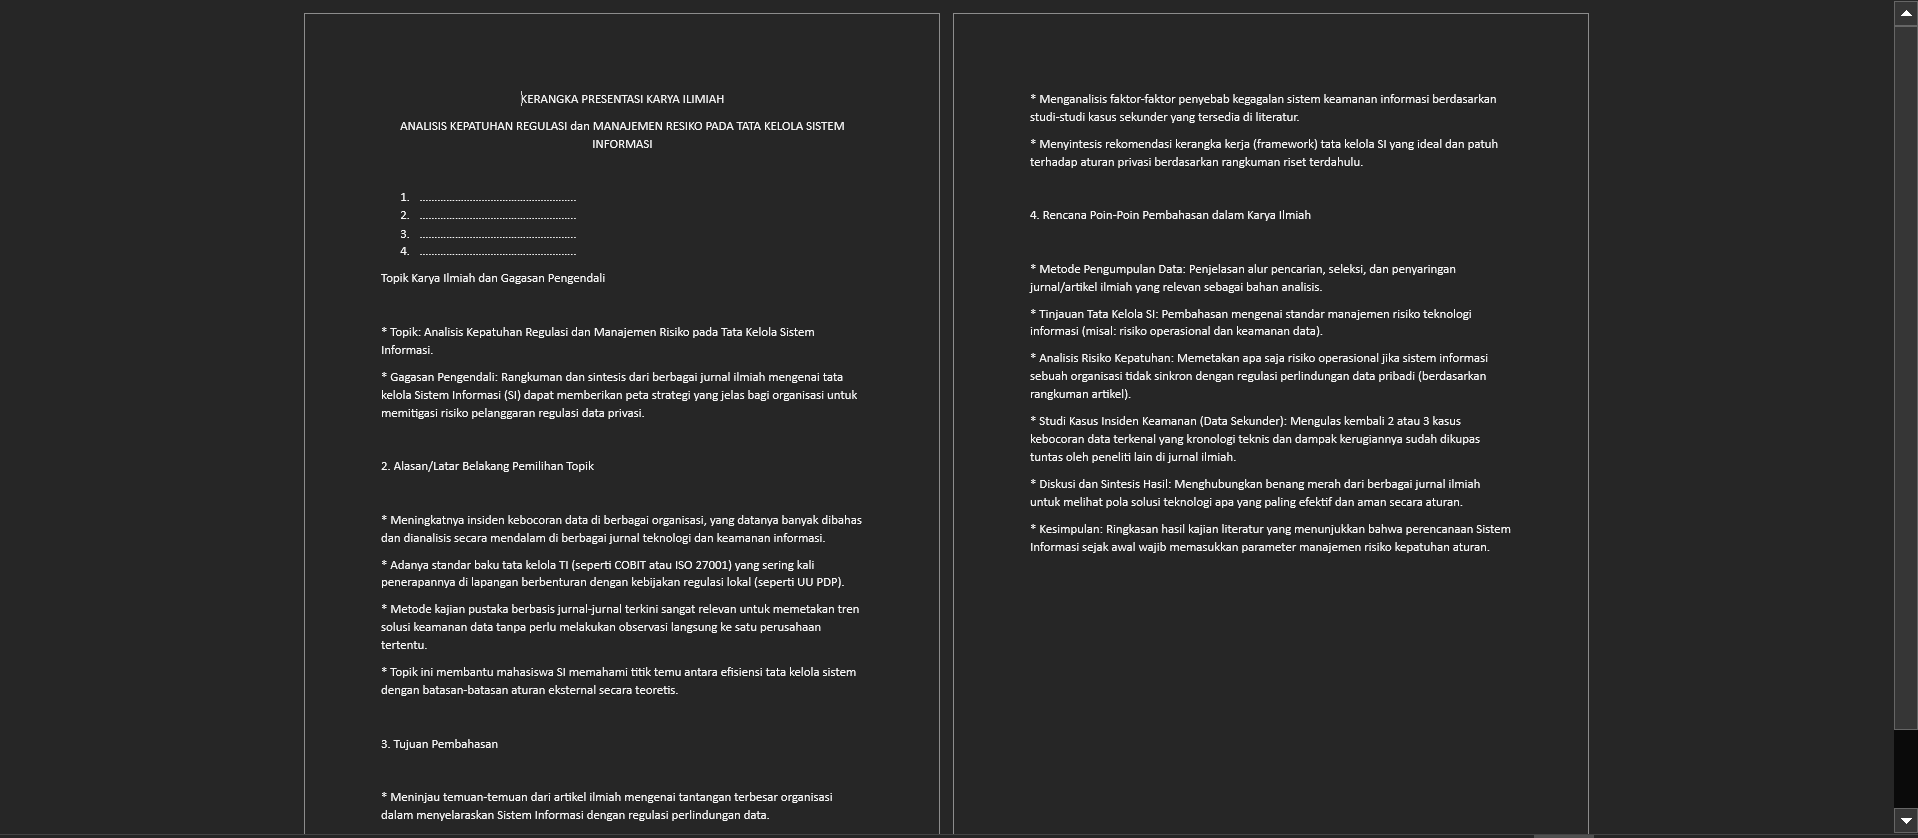 KERANGKA PRESENTASI KARYA ILIMIAH
ANALISIS KEPATUHAN REGULASI dan MANAJEMEN RESIKO PADA TATA KELOLA SISTEM
INFORMASI
1. .....................................................
2. .....................................................
3. .....................................................
4. .....................................................
Topik Karya Ilmiah dan Gagasan Pengendali
* Topik: Analisis Kepatuhan Regulasi dan Manajemen Risiko pada Tata Kelola Sistem
Informasi.
* Gagasan Pengendali: Rangkuman dan sintesis dari berbagai jurnal ilmiah mengenai tata
kelola Sistem Informasi (SI) dapat memberikan peta strategi yang jelas bagi organisasi untuk
memitigasi risiko pelanggaran regulasi data privasi.
2. Alasan/Latar Belakang Pemilihan Topik
* Meningkatnya insiden kebocoran data di berbagai organisasi, yang datanya banyak dibahas
dan dianalisis secara mendalam di berbagai jurnal teknologi dan keamanan informasi.
* Adanya standar baku tata kelola TI (seperti COBIT atau ISO 27001) yang sering kali
penerapannya di lapangan berbenturan dengan kebijakan regulasi lokal (seperti UU PDP).
* Metode kajian pustaka berbasis jurnal-jurnal terkini sangat relevan untuk memetakan tren
solusi keamanan data tanpa perlu melakukan observasi langsung ke satu perusahaan
tertentu.
* Topik ini membantu mahasiswa SI memahami titik temu antara efisiensi tata kelola sistem
dengan batasan-batasan aturan eksternal secara teoretis.
3. Tujuan Pembahasan
* Meninjau temuan-temuan dari artikel ilmiah mengenai tantangan terbesar organisasi
dalam menyelaraskan Sistem Informasi dengan regulasi perlindungan data.
* Menganalisis faktor-faktor penyebab kegagalan sistem keamanan informasi berdasarkan
studi-studi kasus sekunder yang tersedia di literatur.
* Menyintesis rekomendasi kerangka kerja (framework) tata kelola SI yang ideal dan patuh
terhadap aturan privasi berdasarkan rangkuman riset terdahulu.
4. Rencana Poin-Poin Pembahasan dalam Karya Ilmiah
* Metode Pengumpulan Data: Penjelasan alur pencarian, seleksi, dan penyaringan
jurnal/artikel ilmiah yang relevan sebagai bahan analisis.
* Tinjauan Tata Kelola SI: Pembahasan mengenai standar manajemen risiko teknologi
informasi (misal: risiko operasional dan keamanan data).
* Analisis Risiko Kepatuhan: Memetakan apa saja risiko operasional jika sistem informasi
sebuah organisasi tidak sinkron dengan regulasi perlindungan data pribadi (berdasarkan
rangkuman artikel).
* Studi Kasus Insiden Keamanan (Data Sekunder): Mengulas kembali 2 atau 3 kasus
kebocoran data terkenal yang kronologi teknis dan dampak kerugiannya sudah dikupas
tuntas oleh peneliti lain di jurnal ilmiah.
* Diskusi dan Sintesis Hasil: Menghubungkan benang merah dari berbagai jurnal ilmiah
untuk melihat pola solusi teknologi apa yang paling efektif dan aman secara aturan.
* Kesimpulan: Ringkasan hasil kajian literatur yang menunjukkan bahwa perencanaan Sistem
Informasi sejak awal wajib memasukkan parameter manajemen risiko kepatuhan aturan.